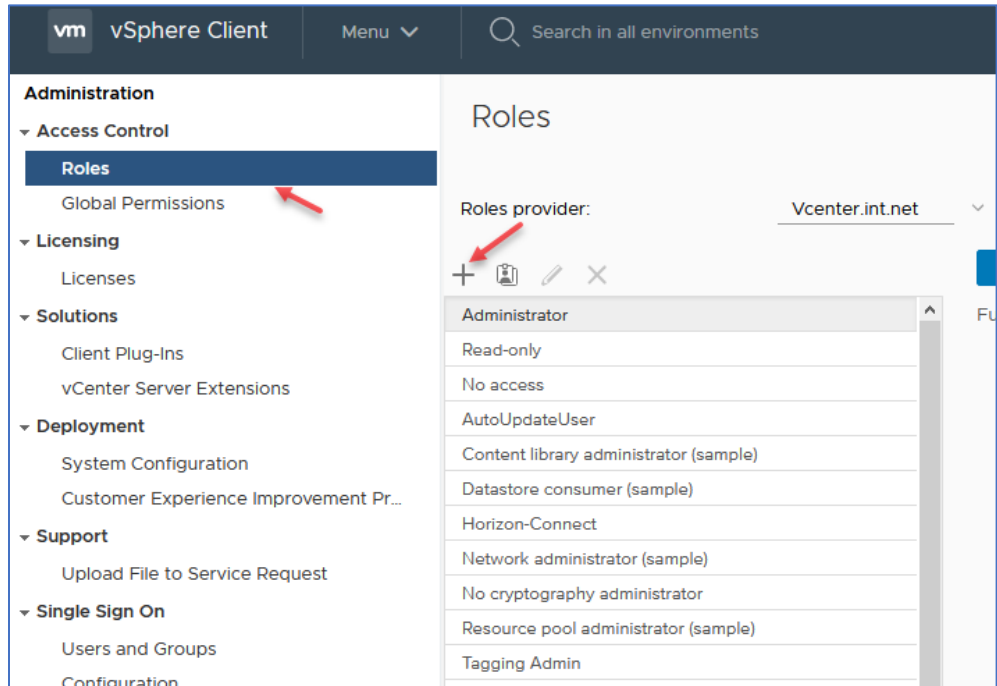 vm vSphere Client Menu Search in all environments
Administration
Access Control
Roles
Global Permissions
Licensing
Licenses
Solutions
Client Plug-Ins
vCenter Server Extensions
Deployment
System Configuration
Customer Experience Improvement Pr...
Support
Upload File to Service Request
Single Sign On
Users and Groups
Configuration
Roles
Roles provider: Vcenter.int.net
Administrator
Read-only
No access
AutoUpdateUser
Content library administrator (sample)
Datastore consumer (sample)
Horizon-Connect
Network administrator (sample)
No cryptography administrator
Resource pool administrator (sample)
Tagging Admin
Fu